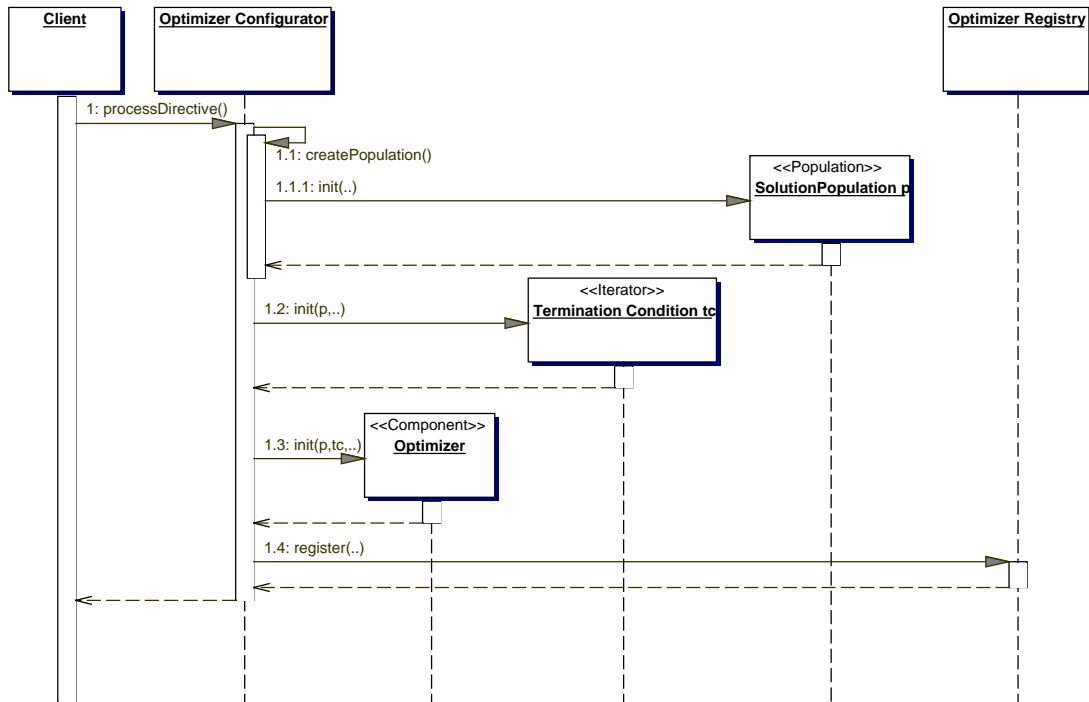 Client
Optimizer Configurator
Optimizer Registry
1: processDirective()
1.1: createPopulation()
<<Population>>
SolutionPopulation p
1.1.1: init(..)
<<Iterator>>
Termination Condition tc
1.2: init(p,..)
<<Component>>
Optimizer
1.3: init(p,tc,..)
1.4: register(..)